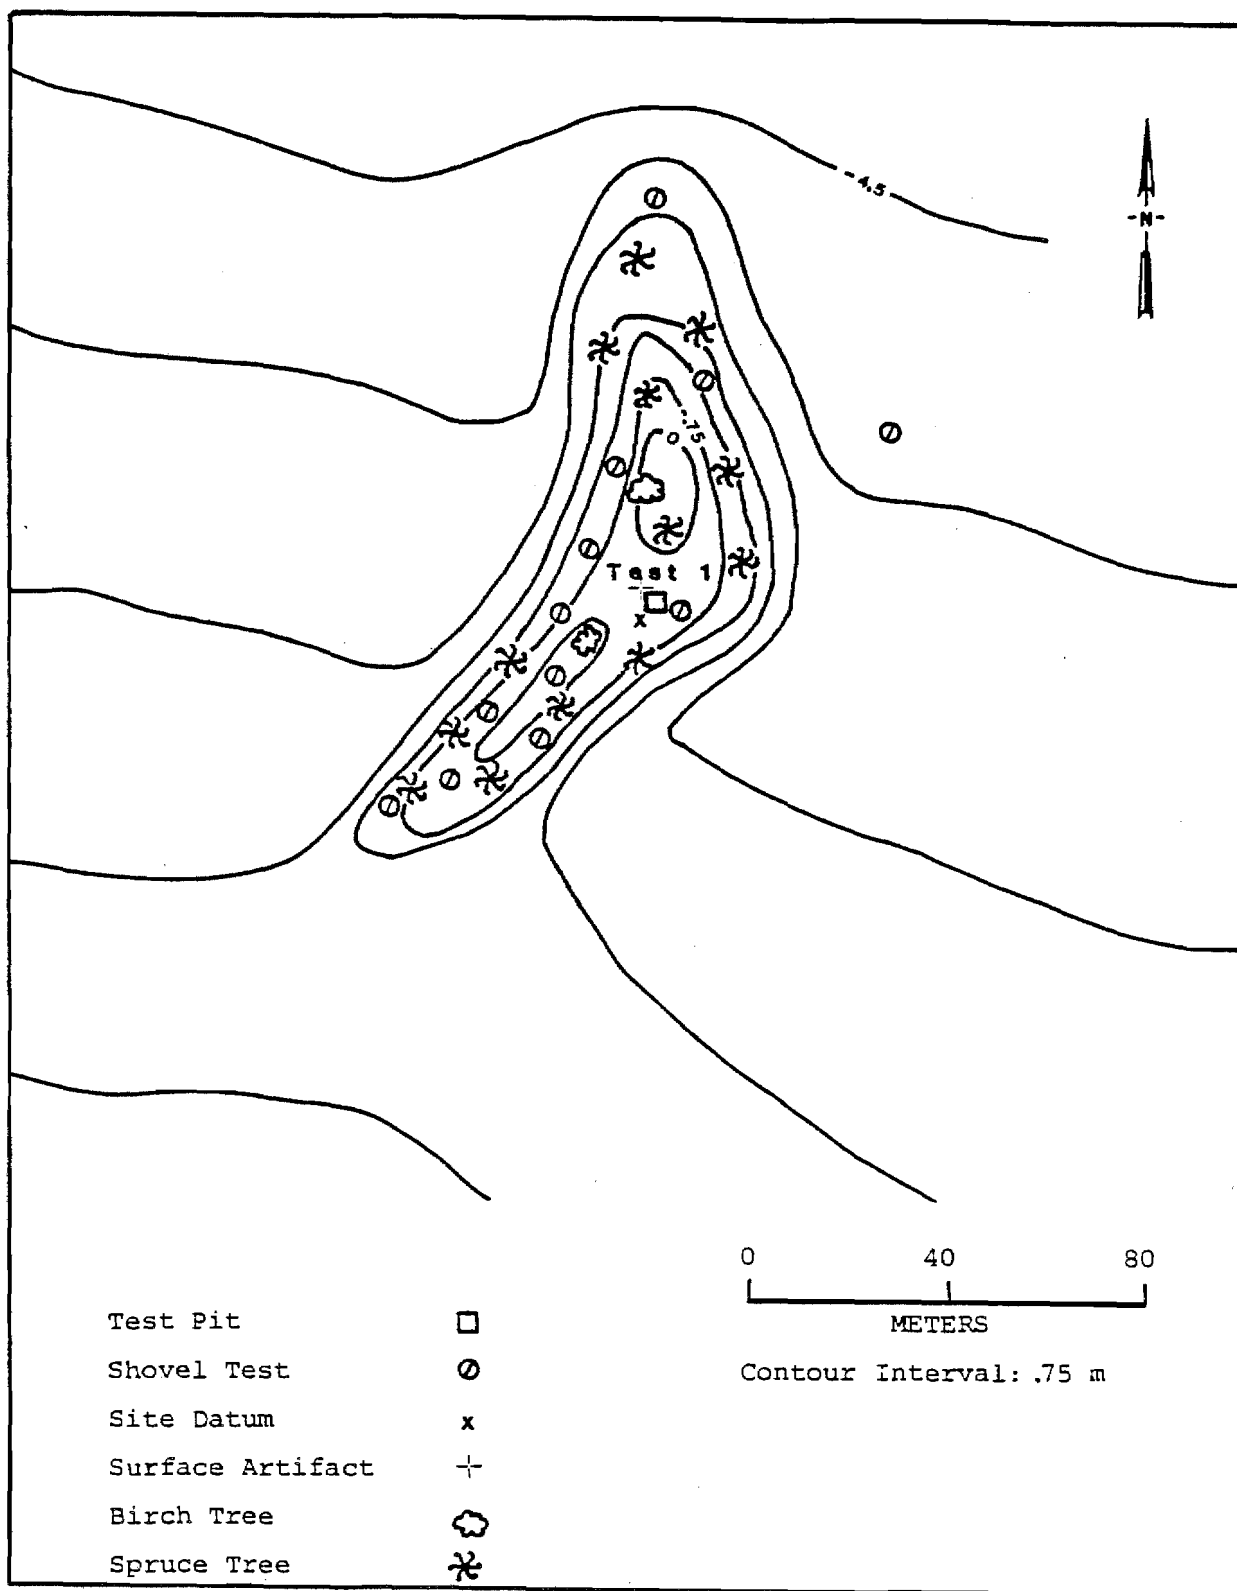 -4.5
-N-
-.75
0
Test 1
x
0 40 80
METERS
Contour Interval: .75 m
Test Pit
Shovel Test
Site Datum x
Surface Artifact
Birch Tree
Spruce Tree